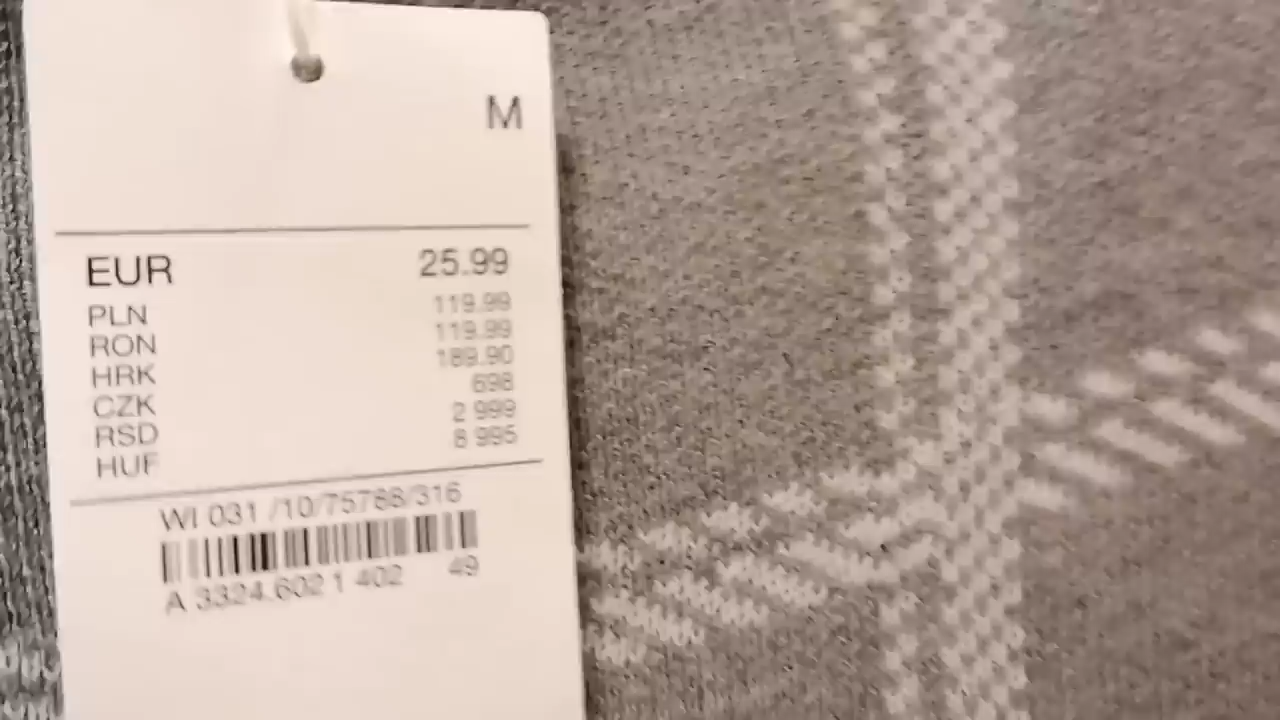 M
EUR 25.99
PLN 119.99
RON 119.99
HRK 189.90
CZK 698
RSD 2 999
HUF 8 995
WI 031 /10/75788/316
A 3324.602 1 402 49